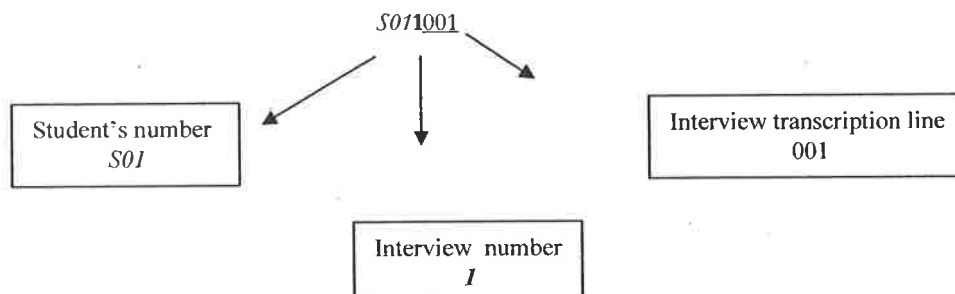 S011001
Student's number
S01
Interview transcription line
001
Interview number
1